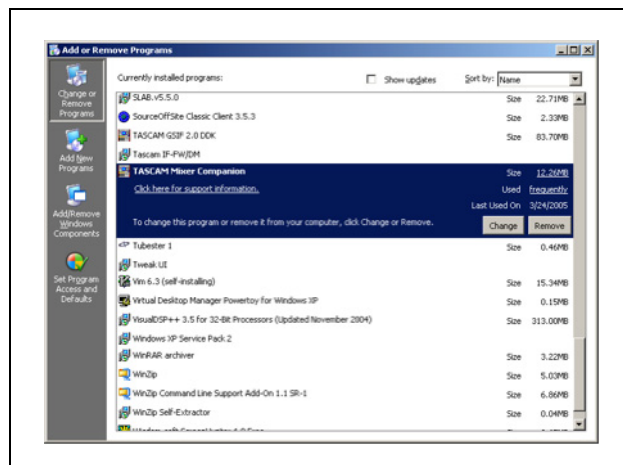 Add or Remove Programs
Change or
Remove
Programs
Add New
Programs
Add/Remove
Windows
Components
Set Program
Access and
Defaults
Currently installed programs:
Show updates
Sort by: Name
SLAB.v5.5.0 Size 22.71MB
SourceOffSite Classic Client 3.5.3 Size 2.33MB
TASCAM GSIF 2.0 DDK Size 83.70MB
Tascam IF-FW/DM
TASCAM Mixer Companion Size 12.26MB
Click here for support information. Used frequently
Last Used On 3/24/2005
To change this program or remove it from your computer, click Change or Remove. Change Remove
Tubester 1 Size 0.46MB
Tweak UI
Vim 6.3 (self-installing) Size 15.34MB
Virtual Desktop Manager Powertoy for Windows XP Size 0.15MB
VisualDSP++ 3.5 for 32-Bit Processors (Updated November 2004) Size 313.00MB
Windows XP Service Pack 2
WinRAR archiver Size 3.22MB
WinZip Size 5.03MB
WinZip Command Line Support Add-On 1.1 SR-1 Size 6.86MB
WinZip Self-Extractor Size 0.04MB